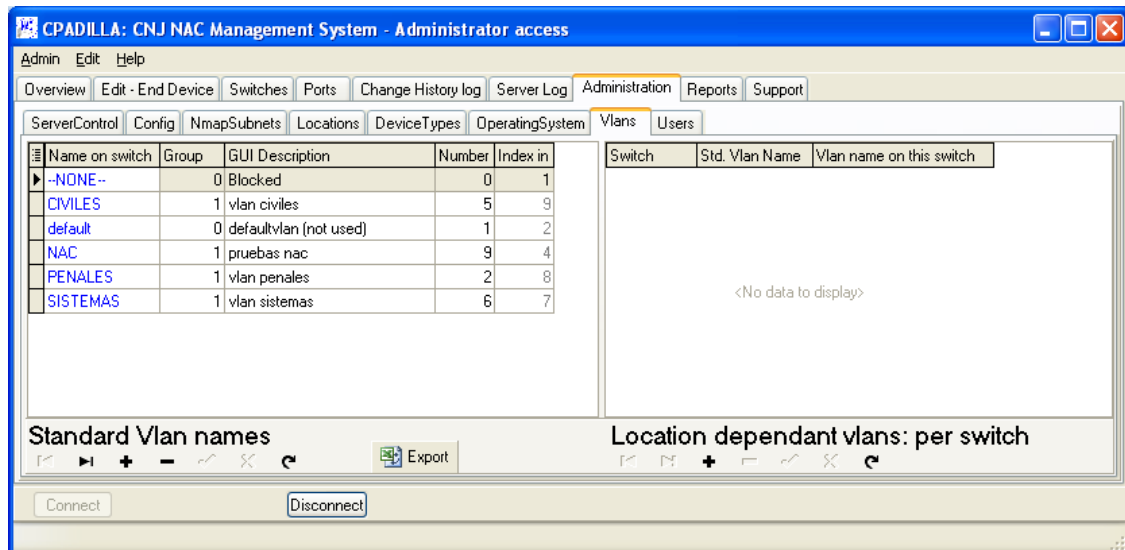 CPADILLA: CNJ NAC Management System - Administrator access
Admin Edit Help
Overview Edit - End Device Switches Ports Change History log Server Log Administration Reports Support
ServerControl Config NmapSubnets Locations DeviceTypes OperatingSystem Vlans Users
Name on switch Group GUI Description Number Index in Switch Std. Vlan Name Vlan name on this switch
--NONE-- 0 Blocked 0 1
CIVILES 1 vlan civiles 5 9
default 0 defaultvlan (not used) 1 2
NAC 1 pruebas nac 9 4
PENALES 1 vlan penales 2 8
SISTEMAS 1 vlan sistemas 6 7
<No data to display>
Standard Vlan names Location dependant vlans: per switch
Export
Connect Disconnect